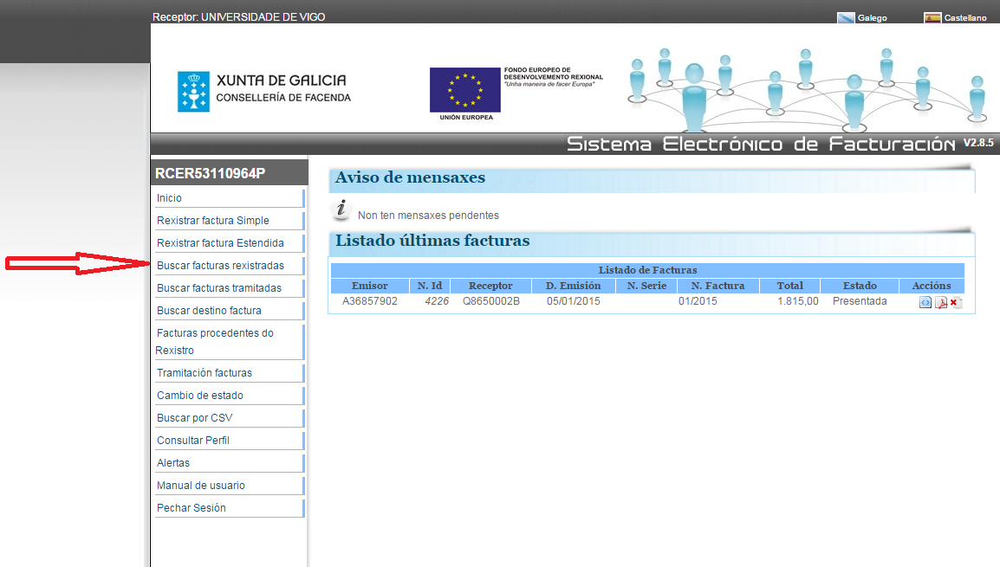 Receptor: UNIVERSIDADE DE VIGO
Galego
Castellano
XUNTA DE GALICIA
CONSELLERÍA DE FACENDA
FONDO EUROPEO DE
DESENVOLVEMENTO REXIONAL
"Unha maneira de facer Europa"
UNIÓN EUROPEA
Sistema Electrónico de Facturación V2.8.5
RCER53110964P
Inicio
Rexistrar factura Simple
Rexistrar factura Estendida
Buscar facturas rexistradas
Buscar facturas tramitadas
Buscar destino factura
Facturas procedentes do
Rexistro
Tramitación facturas
Cambio de estado
Buscar por CSV
Consultar Perfil
Alertas
Manual de usuario
Pechar Sesión
Aviso de mensaxes
Non ten mensaxes pendentes
Listado últimas facturas
Listado de Facturas
Emisor N. Id Receptor D. Emisión N. Serie N. Factura Total Estado Accións
A36857902 4226 Q8650002B 05/01/2015 01/2015 1.815,00 Presentada